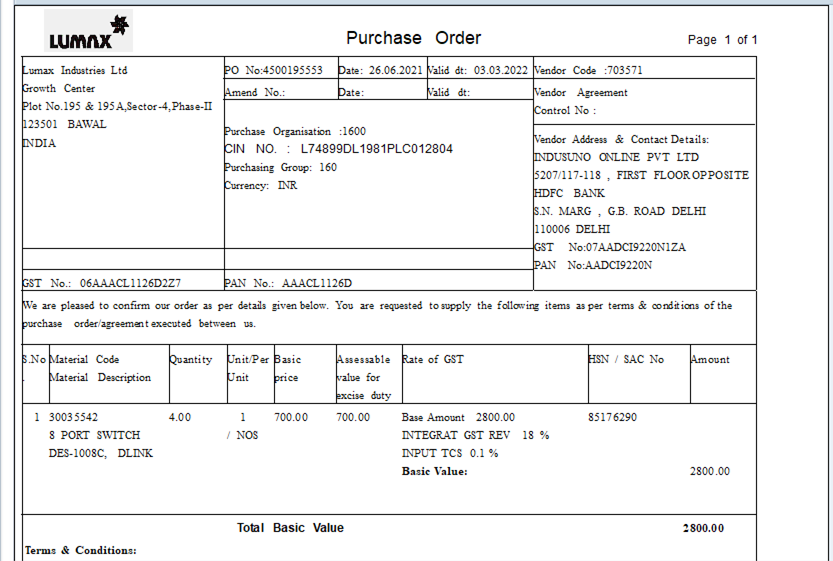 LUMAX
Purchase Order
Page 1 of 1
Lumax Industries Ltd
Growth Center
Plot No.195 & 195A,Sector-4,Phase-II
123501 BAWAL
INDIA
GST No.: 06AAACL1126D2Z7
PO No:4500195553 Date: 26.06.2021 Valid dt: 03.03.2022
Amend No.: Date: Valid dt:
Purchase Organisation :1600
CIN NO. : L74899DL1981PLC012804
Purchasing Group: 160
Currency: INR
PAN No.: AAACL1126D
Vendor Code :703571
Vendor Agreement
Control No :
Vendor Address & Contact Details:
INDUSUNO ONLINE PVT LTD
5207/117-118 , FIRST FLOOR OPPOSITE
HDFC BANK
S.N. MARG , G.B. ROAD DELHI
110006 DELHI
GST No:07AADCI9220N1ZA
PAN No:AADCI9220N
We are pleased to confirm our order as per details given below. You are requested to supply the following items as per terms & conditions of the
purchase order/agreement executed between us.
S.No Material Code Quantity Unit/Per Basic Assessable Rate of GST HSN / SAC No Amount
. Material Description Unit price value for
excise duty
1 30035542 4.00 1 700.00 700.00 Base Amount 2800.00 85176290
8 PORT SWITCH / NOS INTEGRAT GST REV 18 %
DES-1008C, DLINK INPUT TCS 0.1 %
Basic Value: 2800.00
Total Basic Value 2800.00
Terms & Conditions: